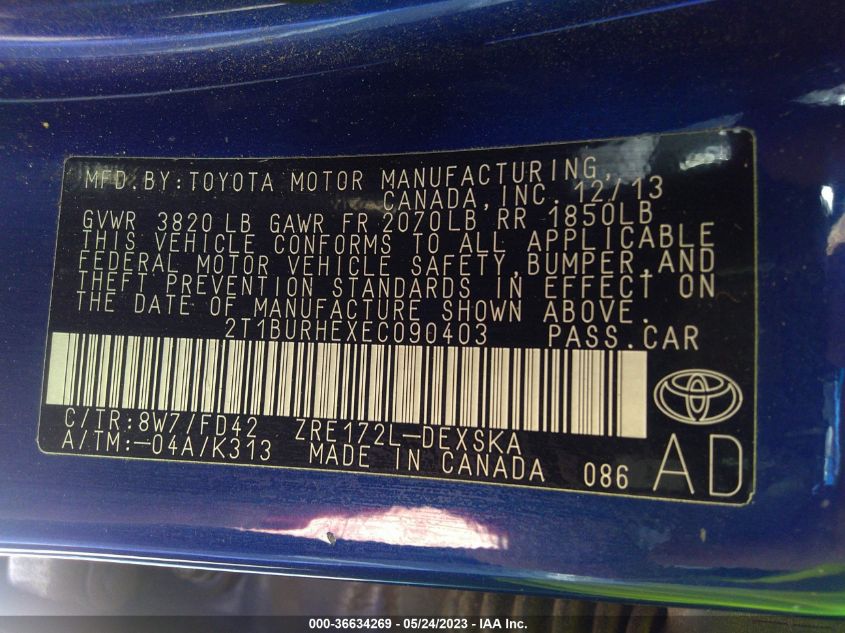 MFD.BY:TOYOTA MOTOR MANUFACTURING,
CANADA,INC. 12/13
GVWR 3820 LB GAWR FR 2070LB RR 1850LB
THIS VEHICLE CONFORMS TO ALL APPLICABLE
FEDERAL MOTOR VEHICLE SAFETY,BUMPER,AND
THEFT PREVENTION STANDARDS IN EFFECT ON
THE DATE OF MANUFACTURE SHOWN ABOVE.
2T1BURHEXEC090403 PASS.CAR
C/TR:8W7/FD42 ZRE172L-DEXSKA
A/TM:-04A/K313 MADE IN CANADA 086 AD
000-36634269 - 05/24/2023 - IAA Inc.